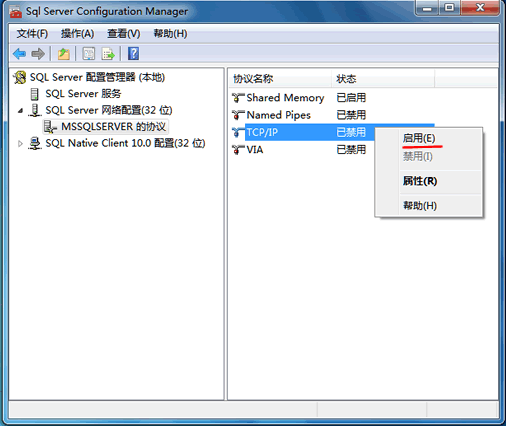 Sql Server Configuration Manager
文件(F) 操作(A) 查看(V) 帮助(H)
SQL Server 配置管理器 (本地)
SQL Server 服务
SQL Server 网络配置(32 位)
MSSQLSERVER 的协议
SQL Native Client 10.0 配置(32 位)
协议名称 状态
Shared Memory 已启用
Named Pipes 已禁用
TCP/IP 已禁用
VIA 已禁用
启用(E)
禁用(I)
属性(R)
帮助(H)